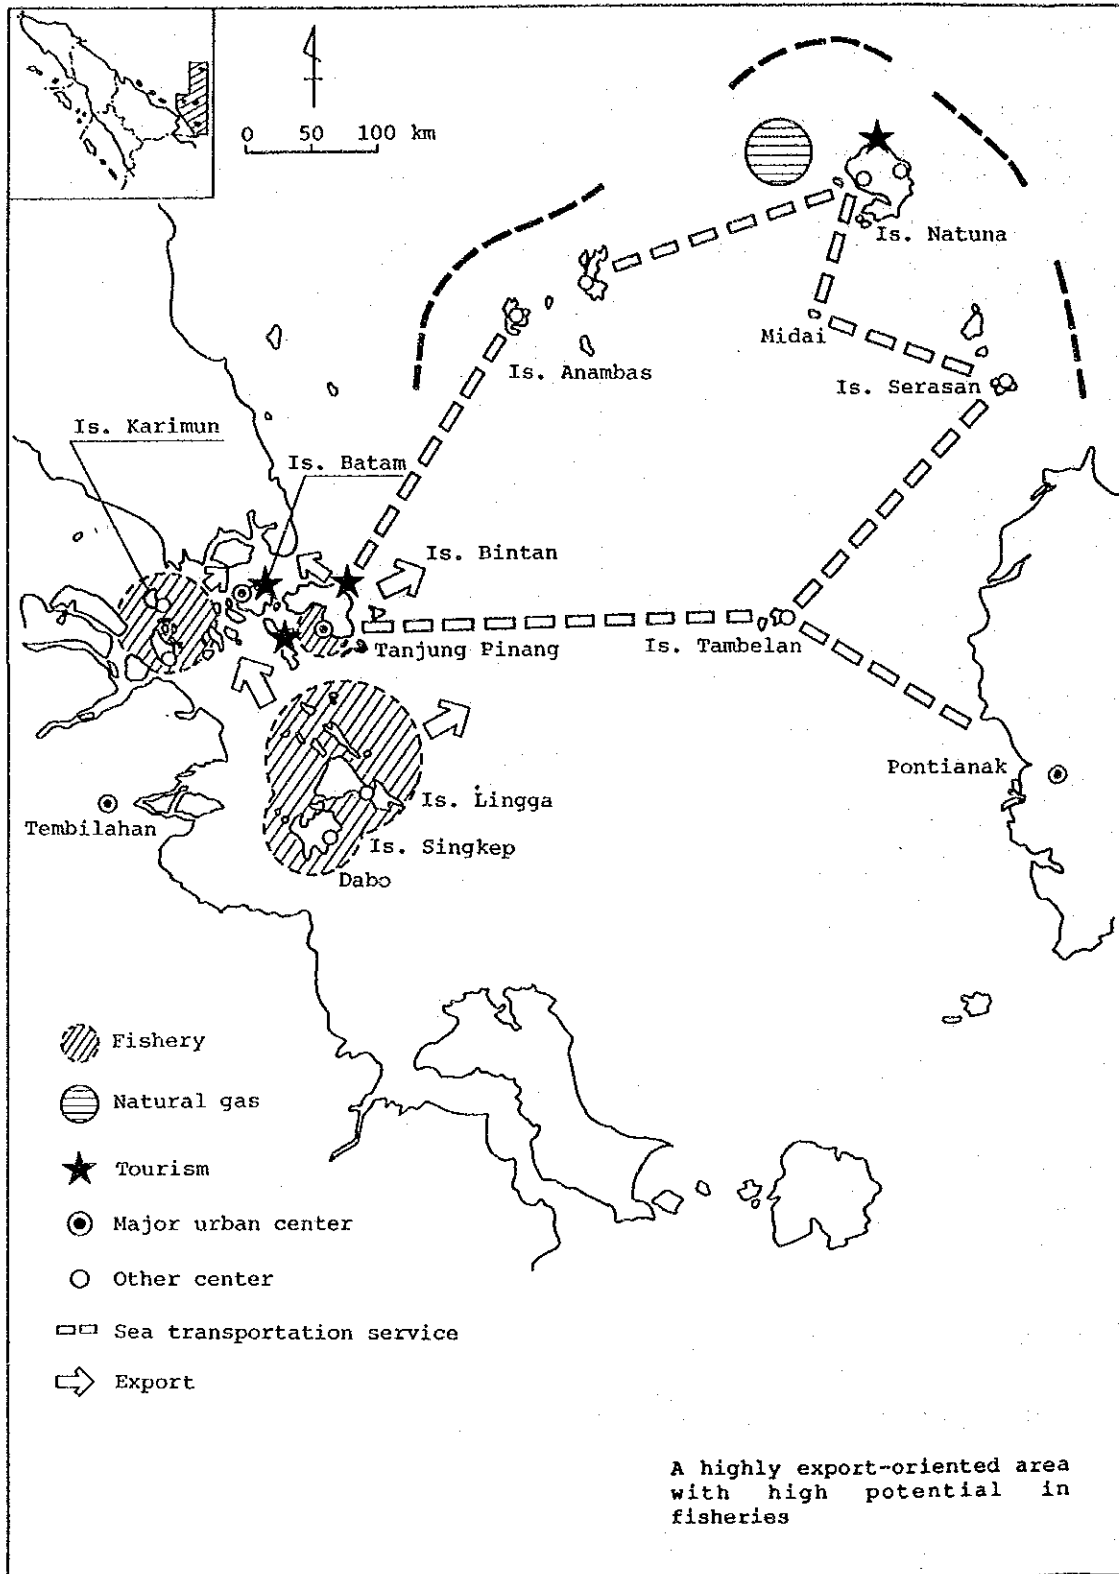 0 50 100 km
Is. Natuna
Midai
Is. Anambas
Is. Serasan
Is. Karimun
Is. Batam
Is. Bintan
Tanjung Pinang
Is. Tambelan
Pontianak
Is. Lingga
Tembilahan
Is. Singkep
Dabo
Fishery
Natural gas
Tourism
Major urban center
Other center
Sea transportation service
Export
A highly export-oriented area
with high potential in
fisheries